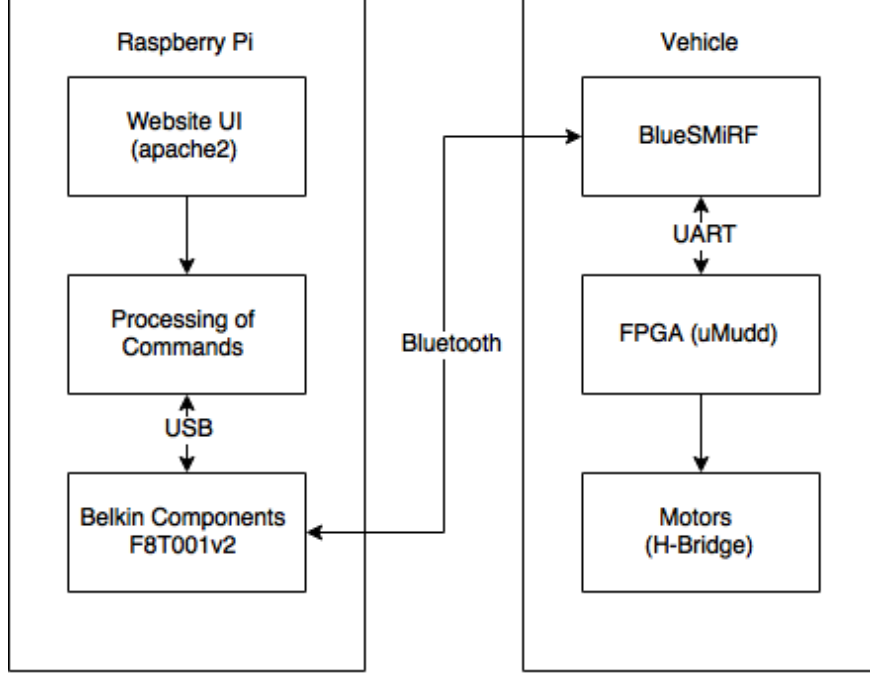 Raspberry Pi
Website UI
(apache2)
Processing of
Commands
USB
Belkin Components
F8T001v2
Bluetooth
Vehicle
BlueSMiRF
UART
FPGA (uMudd)
Motors
(H-Bridge)